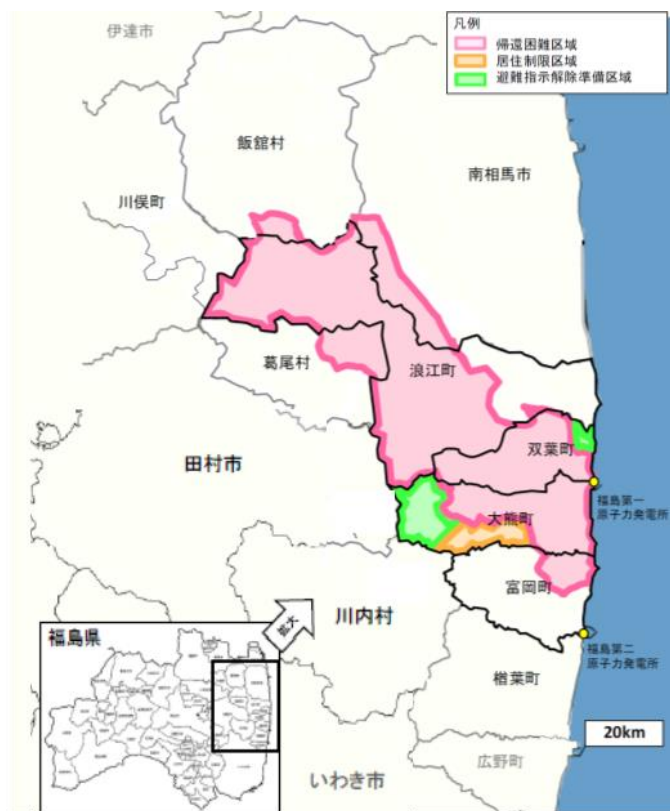 凡例
帰還困難区域
居住制限区域
避難指示解除準備区域
伊達市
飯舘村
南相馬市
川俣町
葛尾村
浪江町
田村市
双葉町
福島第一
原子力発電所
大熊町
富岡町
川内村
拡大
福島県
福島第二
原子力発電所
楢葉町
20km
広野町
いわき市